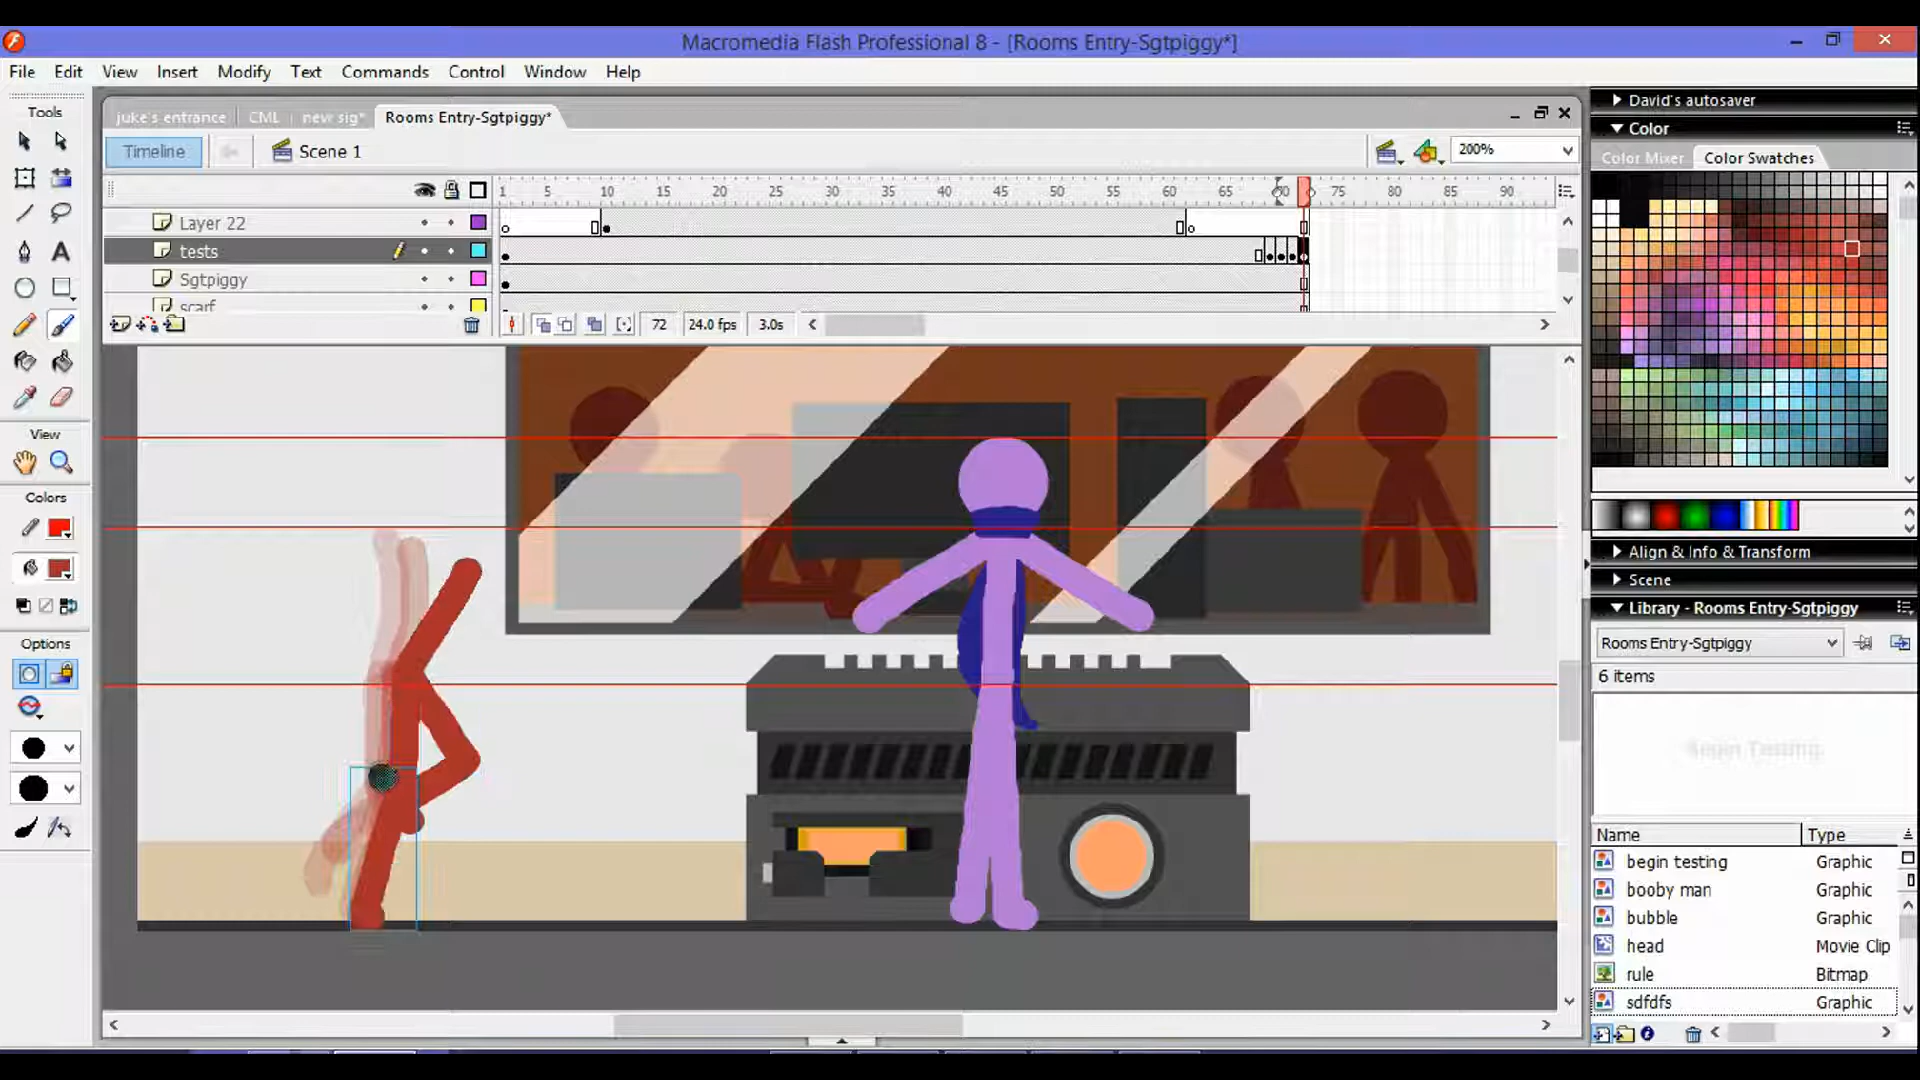 Macromedia Flash Professional 8 - [Rooms Entry-Sgtpiggy*]
File Edit View Insert Modify Text Commands Control Window Help
Tools
juke's entrance CML new sig* Rooms Entry-Sgtpiggy*
Timeline Scene 1 200%
1 5 10 15 20 25 30 35 40 45 50 55 60 65 70 75 80 85 90
Layer 22
tests
Sgtpiggy
scarf
72 24.0 fps 3.0s
View
Colors
Options
David's autosaver
Color
Color Mixer Color Swatches
Align & Info & Transform
Scene
Library - Rooms Entry-Sgtpiggy
Rooms Entry-Sgtpiggy
6 items
Begin Testing
Name Type
begin testing Graphic
booby man Graphic
bubble Graphic
head Movie Clip
rule Bitmap
sdfdfs Graphic